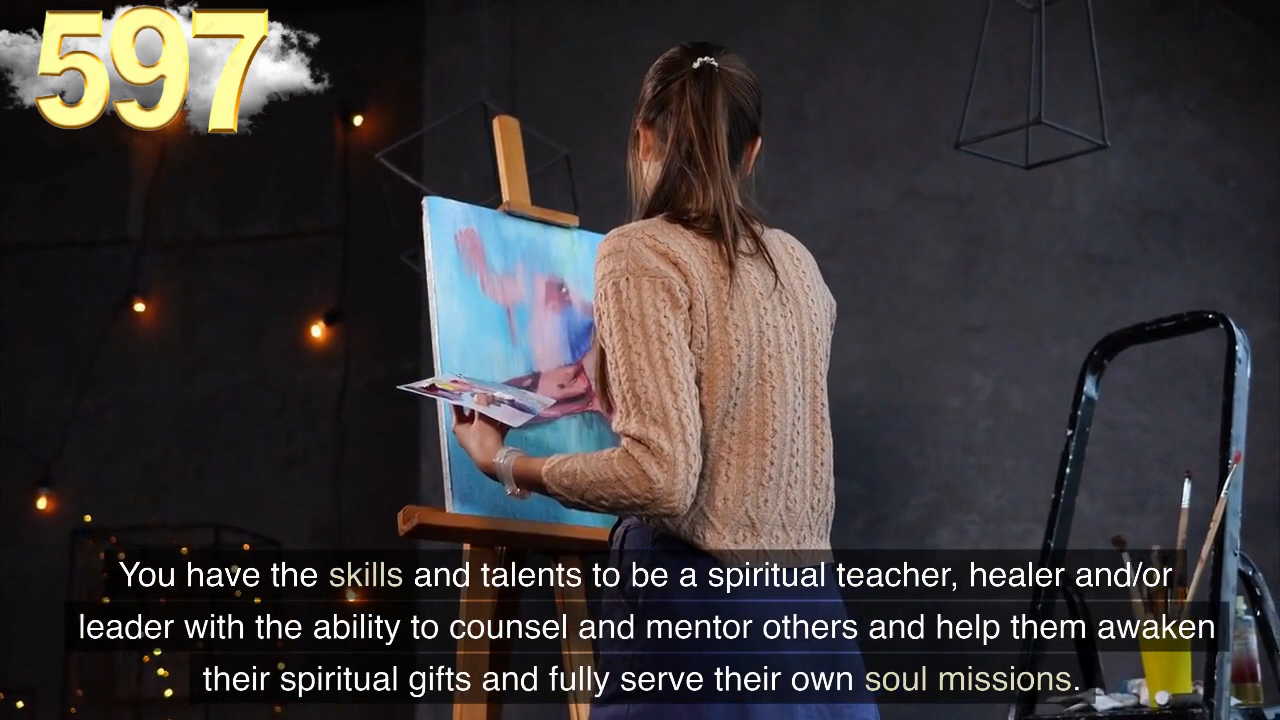 597
You have the skills and talents to be a spiritual teacher, healer and/or
leader with the ability to counsel and mentor others and help them awaken
their spiritual gifts and fully serve their own soul missions.